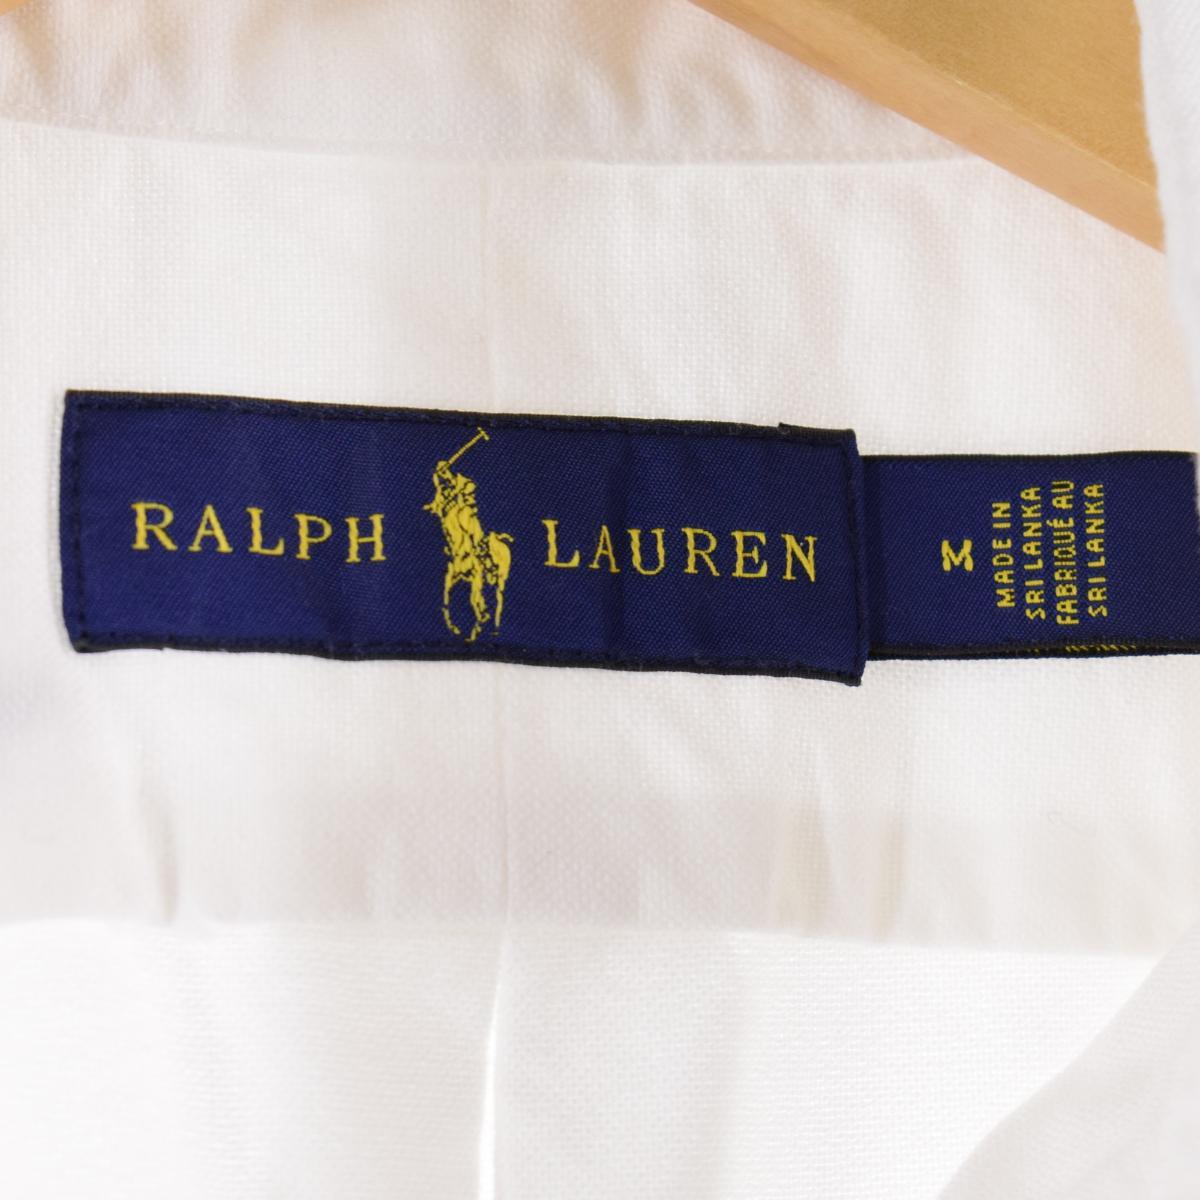 RALPH LAUREN
M
MADE IN
SRI LANKA
FABRIQUÉ AU
SRI LANKA